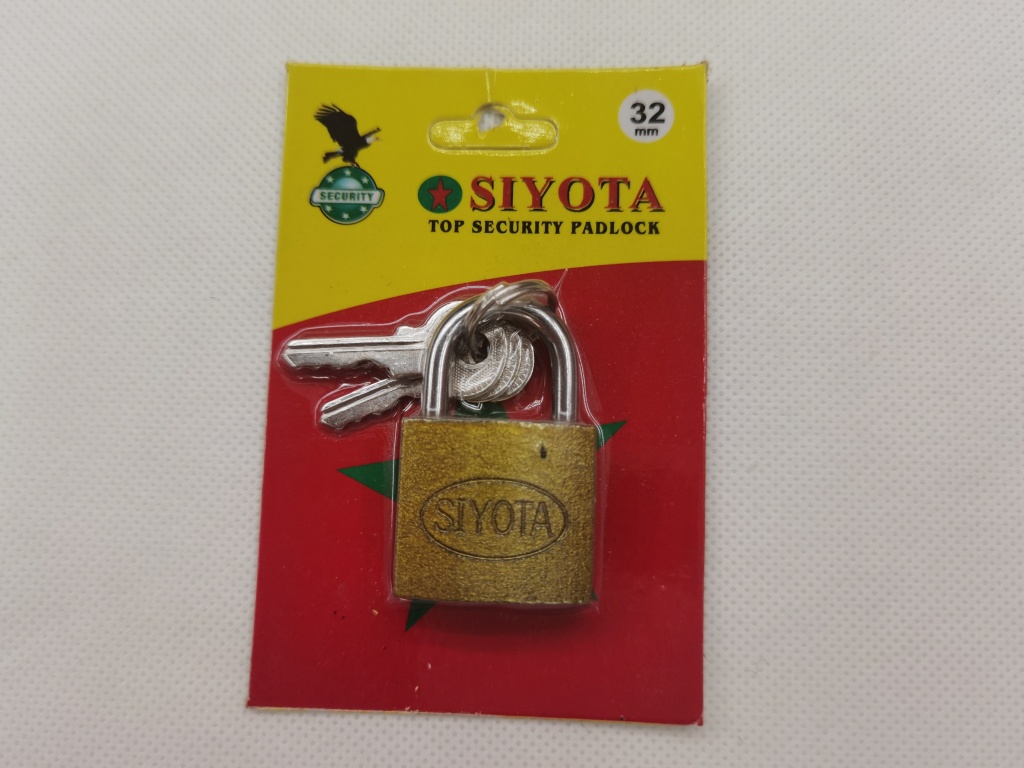 32
mm
SECURITY
SIYOTA
TOP SECURITY PADLOCK
SIYOTA